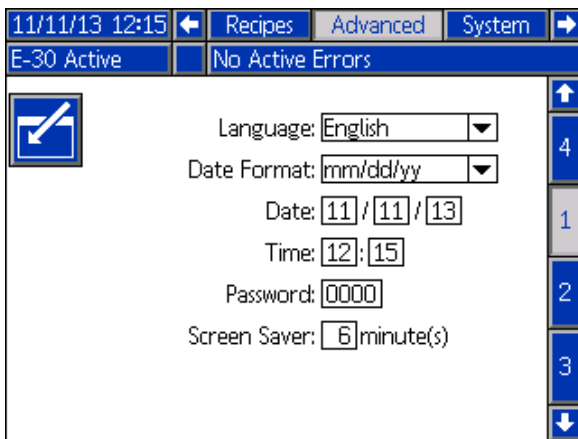 11/11/13 12:15 Recipes Advanced System
E-30 Active No Active Errors
Language: English
Date Format: mm/dd/yy
Date: 11 / 11 / 13
Time: 12 : 15
Password: 0000
Screen Saver: 6 minute(s)
4
1
2
3